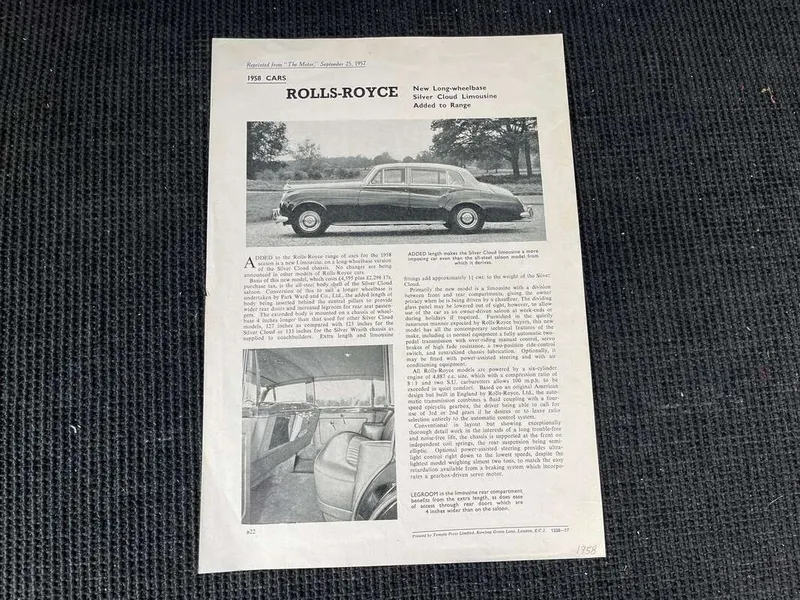 Reprinted from "The Motor," September 25, 1957
1958 CARS
ROLLS-ROYCE
New Long-wheelbase
Silver Cloud Limousine
Added to Range
ADDED to the Rolls-Royce range of cars for the 1958
season is a new Limousine, on a long-wheelbase version
of the Silver Cloud chassis. No changes are being
announced in other models of Rolls-Royce cars.
Basis of this new model, which costs £4,595 plus £2,298 17s.
purchase tax, is the all-steel body shell of the Silver Cloud
saloon. Conversion of this to suit a longer wheelbase is
undertaken by Park Ward and Co., Ltd., the added length of
body being inserted behind the central pillars to provide
wider rear doors and increased legroom for rear seat passen-
gers. The extended body is mounted on a chassis of wheel-
base 4 inches longer than that used for other Silver Cloud
models, 127 inches as compared with 123 inches for the
Silver Cloud or 133 inches for the Silver Wraith chassis as
supplied to coachbuilders. Extra length and limousine
ADDED length makes the Silver Cloud limousine a more
imposing car even than the all-steel saloon model from
which it derives.
fittings add approximately 1½ cwt. to the weight of the Silver
Cloud.
Primarily the new model is a limousine with a division
between front and rear compartments, giving the owner
privacy when he is being driven by a chauffeur. The dividing
glass panel may be lowered out of sight, however, to allow
use of the car as an owner-driven saloon at week-ends or
during holidays if required. Furnished in the quietly
luxurious manner expected by Rolls-Royce buyers, this new
model has all the contemporary technical features of the
make, including as normal equipment a fully automatic two-
pedal transmission with over-riding manual control, servo
brakes of high fade resistance, a two-position ride-control
switch, and centralized chassis lubrication. Optionally, it
may be fitted with power-assisted steering and with air
conditioning equipment.
All Rolls-Royce models are powered by a six-cylinder
engine of 4,887 c.c. size, which with a compression ratio of
8 : 1 and two S.U. carburetters allows 100 m.p.h. to be
exceeded in quiet comfort. Based on an original American
design but built in England by Rolls-Royce, Ltd., the auto-
matic transmission combines a fluid coupling with a four-
speed epicyclic gearbox, the driver being able to call for
use of 3rd or 2nd gears if he desires or to leave ratio
selection entirely to the automatic control system.
Conventional in layout but showing exceptionally
thorough detail work in the interests of a long trouble-free
and noise-free life, the chassis is supported at the front on
independent coil springs, the rear suspension being semi-
elliptic. Optional power-assisted steering provides ultra-
light control right down to the lowest speeds, despite the
lightest model weighing almost two tons, to match the easy
retardation available from a braking system which incorpo-
rates a gearbox-driven servo motor.
LEGROOM in the limousine rear compartment
benefits from the extra length, as does ease
of access through rear doors which are
4 inches wider than on the saloon.
a22
Printed by Temple Press Limited, Bowling Green Lane, London, E.C.1. 1358—57
1958